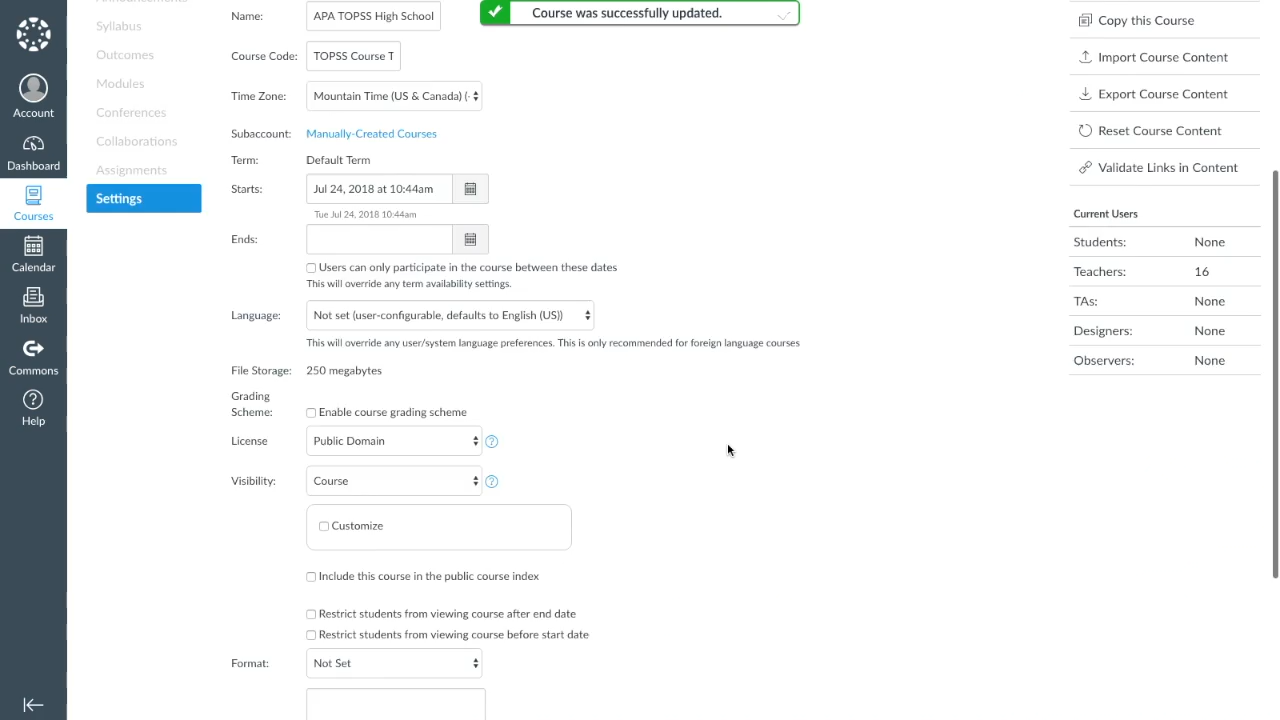 Account
Dashboard
Courses
Calendar
Inbox
Commons
Help
Announcements
Syllabus
Outcomes
Modules
Conferences
Collaborations
Assignments
Settings
Course was successfully updated.
Name: APA TOPSS High School
Course Code: TOPSS Course T
Time Zone: Mountain Time (US & Canada) (-
Subaccount: Manually-Created Courses
Term: Default Term
Starts: Jul 24, 2018 at 10:44am
Tue Jul 24, 2018 10:44am
Ends:
Users can only participate in the course between these dates
This will override any term availability settings.
Language: Not set (user-configurable, defaults to English (US))
This will override any user/system language preferences. This is only recommended for foreign language courses
File Storage: 250 megabytes
Grading
Scheme: Enable course grading scheme
License Public Domain ?
Visibility: Course ?
Customize
Include this course in the public course index
Restrict students from viewing course after end date
Restrict students from viewing course before start date
Format: Not Set
Copy this Course
Import Course Content
Export Course Content
Reset Course Content
Validate Links in Content
Current Users
Students: None
Teachers: 16
TAs: None
Designers: None
Observers: None